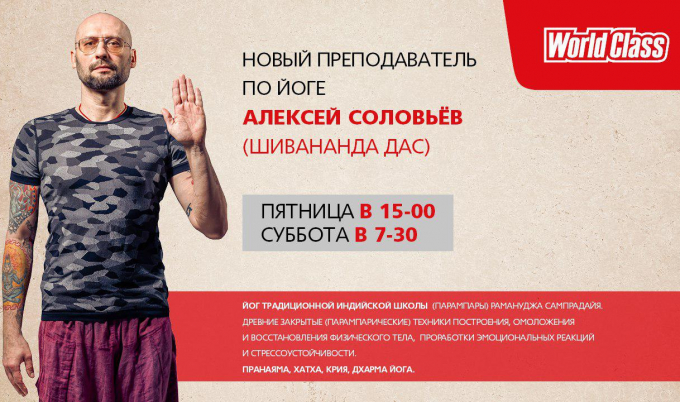 World Class
НОВЫЙ ПРЕПОДАВАТЕЛЬ
ПО ЙОГЕ
АЛЕКСЕЙ СОЛОВЬЁВ
(ШИВАНАНДА ДАС)
ПЯТНИЦА В 15-00
СУББОТА В 7-30
ЙОГ ТРАДИЦИОННОЙ ИНДИЙСКОЙ ШКОЛЫ (ПАРАМПАРЫ) РАМАНУДЖА САМПРАДАЙЯ.
ДРЕВНИЕ ЗАКРЫТЫЕ (ПАРАМПАРИЧЕСКИЕ) ТЕХНИКИ ПОСТРОЕНИЯ, ОМОЛОЖЕНИЯ
И ВОССТАНОВЛЕНИЯ ФИЗИЧЕСКОГО ТЕЛА, ПРОРАБОТКИ ЭМОЦИОНАЛЬНЫХ РЕАКЦИЙ
И СТРЕССОУСТОЙЧИВОСТИ.
ПРАНАЯМА, ХАТХА, КРИЯ, ДХАРМА ЙОГА.